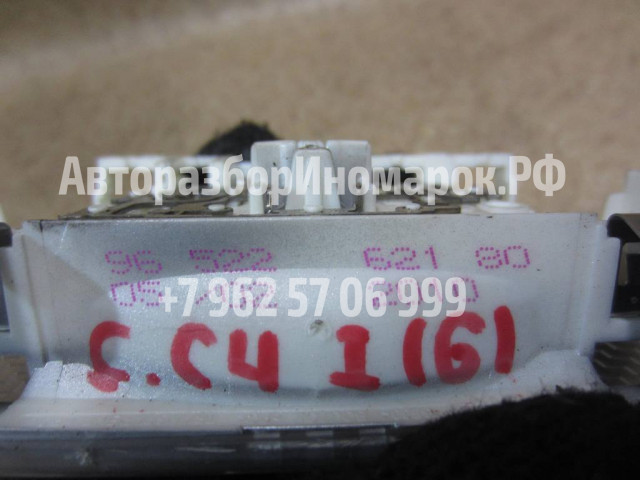 АвторазборИномарок.РФ
96 522 621 80
+7 962 57 06 999
C.C4 I (6)